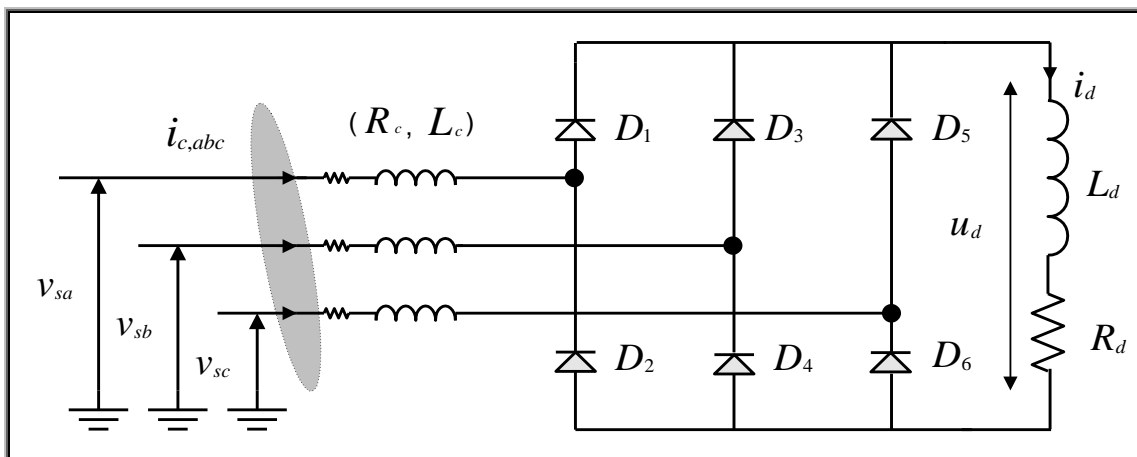 i_c,abc
(R_c, L_c)
D_1
D_3
D_5
i_d
L_d
u_d
v_sa
v_sb
v_sc
D_2
D_4
D_6
R_d